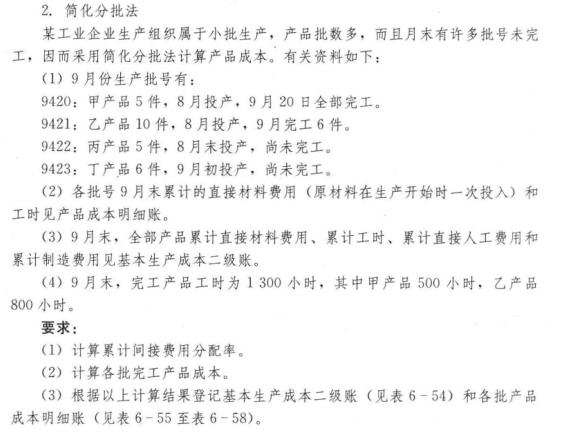 2. 简化分批法
某工业企业生产组织属于小批生产，产品批数多，而且月末有许多批号未完
工，因而采用简化分批法计算产品成本。有关资料如下：
(1) 9月份生产批号有：
9420：甲产品5件，8月投产，9月20日全部完工。
9421：乙产品10件，8月投产，9月完工6件。
9422：丙产品5件，8月末投产，尚未完工。
9423：丁产品6件，9月初投产，尚未完工。
(2) 各批号9月末累计的直接材料费用（原材料在生产开始时一次投入）和
工时见产品成本明细账。
(3) 9月末，全部产品累计直接材料费用、累计工时、累计直接人工费用和
累计制造费用见基本生产成本二级账。
(4) 9月末，完工产品工时为1 300小时，其中甲产品500小时，乙产品
800小时。
要求：
(1) 计算累计间接费用分配率。
(2) 计算各批完工产品成本。
(3) 根据以上计算结果登记基本生产成本二级账（见表6-54）和各批产品
成本明细账（见表6-55至表6-58）。